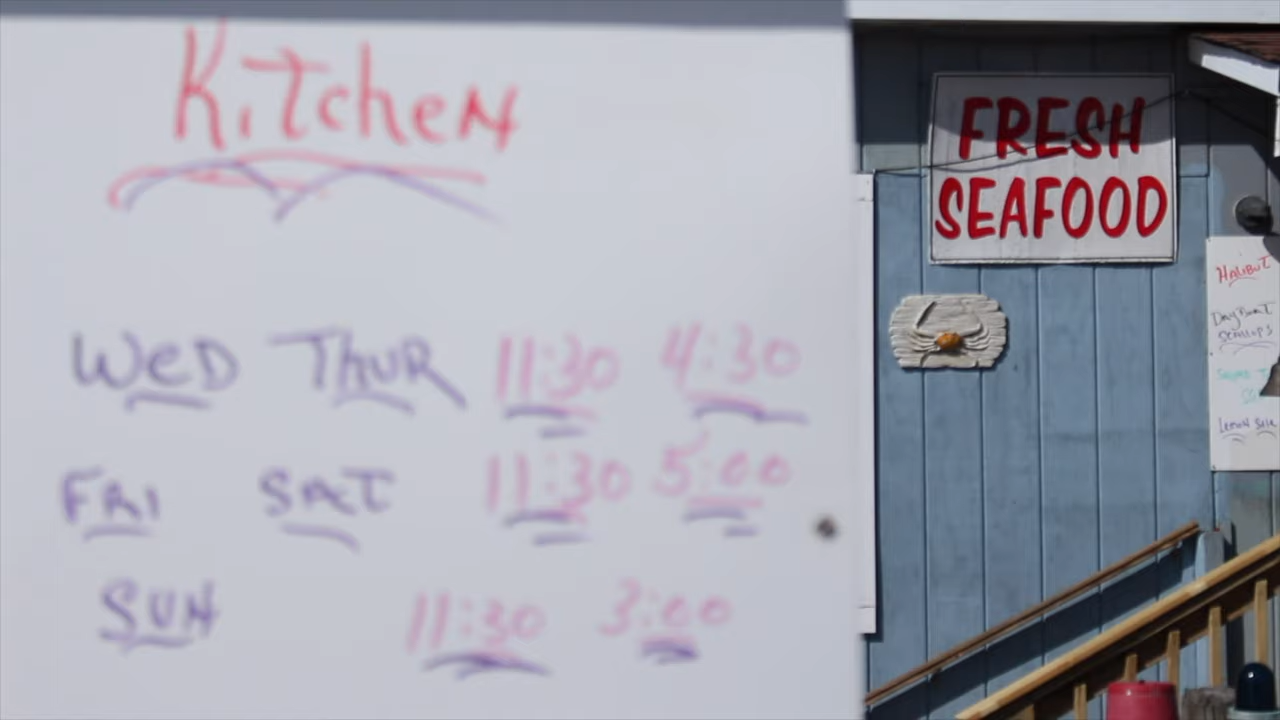 KiTcheN
WeD THUR 11:30 4:30
FRI SAT 11:30 5:00
SUN 11:30 3:00
FRESH
SEAFOOD
HALIBUT
DAYBOAT
SCALLOPS